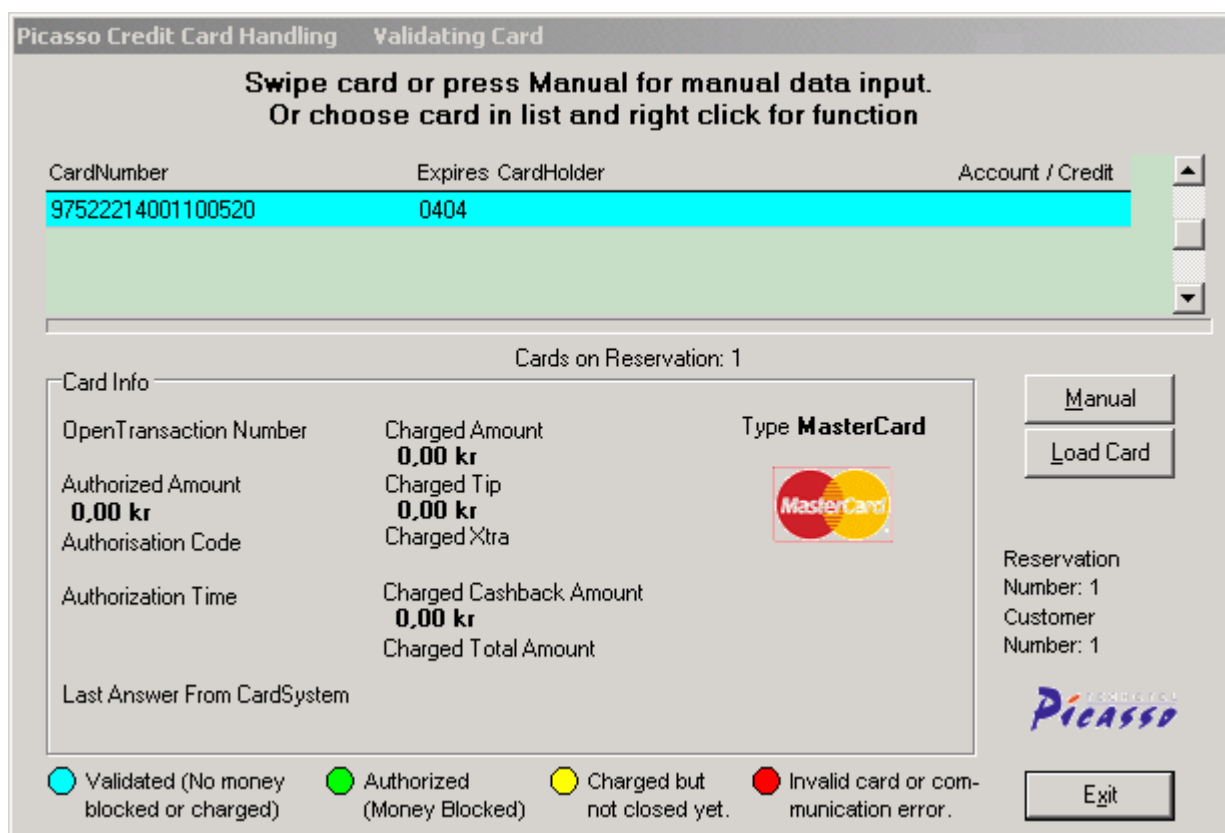 Picasso Credit Card Handling Validating Card
Swipe card or press Manual for manual data input.
Or choose card in list and right click for function
CardNumber Expires CardHolder Account / Credit
97522214001100520 0404
Cards on Reservation: 1
Card Info
OpenTransaction Number Charged Amount Type MasterCard
0,00 kr
Authorized Amount Charged Tip
0,00 kr 0,00 kr
Authorisation Code Charged Xtra
Authorization Time Charged Cashback Amount
0,00 kr
Charged Total Amount
Last Answer From CardSystem
MasterCard
Manual
Load Card
Reservation
Number: 1
Customer
Number: 1
Picasso
Validated (No money
blocked or charged)
Authorized
(Money Blocked)
Charged but
not closed yet.
Invalid card or com-
munication error.
Exit